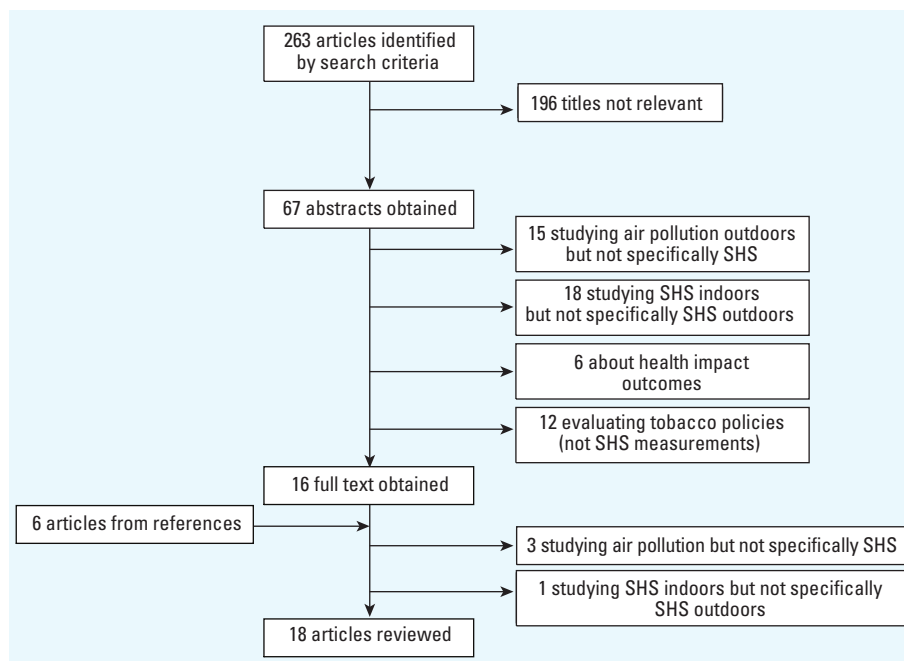 263 articles identified
by search criteria
196 titles not relevant
67 abstracts obtained
15 studying air pollution outdoors
but not specifically SHS
18 studying SHS indoors
but not specifically SHS outdoors
6 about health impact
outcomes
12 evaluating tobacco policies
(not SHS measurements)
16 full text obtained
6 articles from references
3 studying air pollution but not specifically SHS
1 studying SHS indoors but not specifically
SHS outdoors
18 articles reviewed